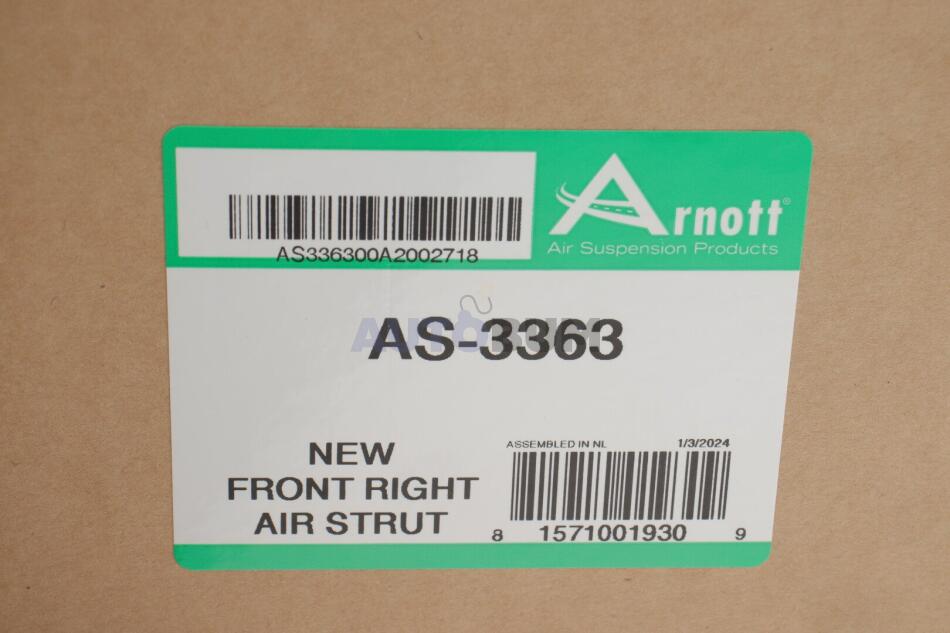 AS336300A2002718
Arnott®
Air Suspension Products
AS-3363
NEW
FRONT RIGHT
AIR STRUT
ASSEMBLED IN NL 1/3/2024
8 1571001930 9